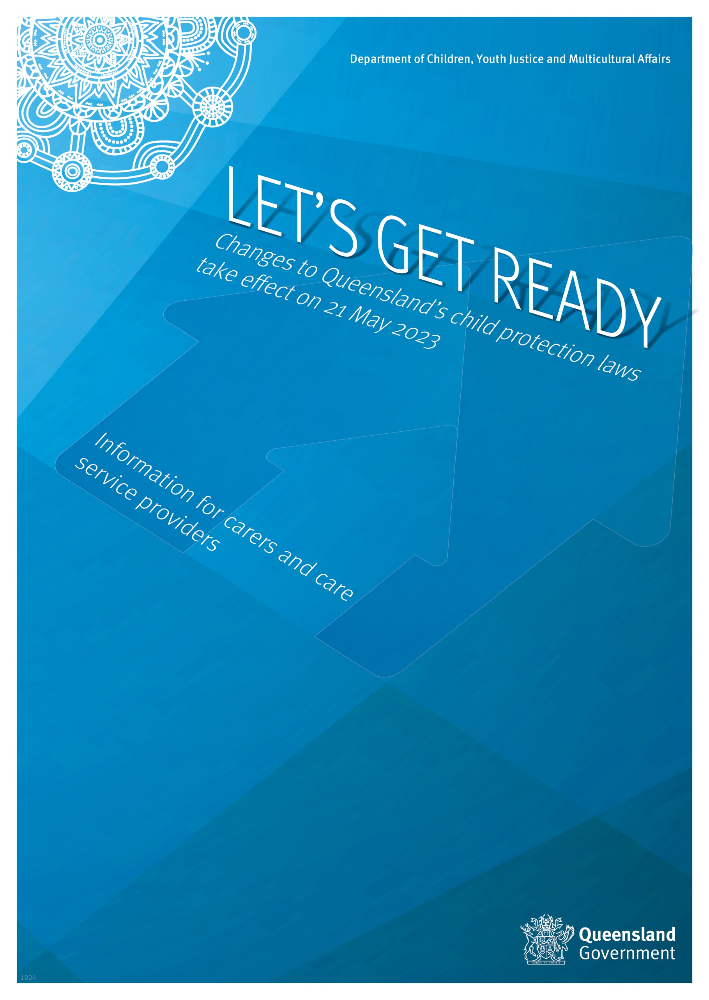 Department of Children, Youth Justice and Multicultural Affairs
LET’S GET READY
Changes to Queensland’s child protection laws
take effect on 21 May 2023
Information for carers and care
service providers
Queensland
Government
AUDAX AT FIDELIS
1024